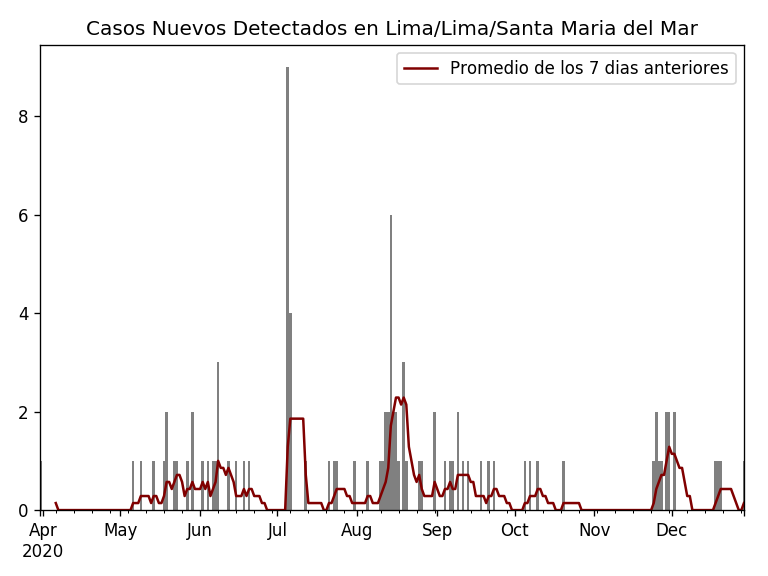 Casos Nuevos Detectados en Lima/Lima/Santa Maria del Mar
Promedio de los 7 dias anteriores
8
6
4
2
0
Apr May Jun Jul Aug Sep Oct Nov Dec
2020